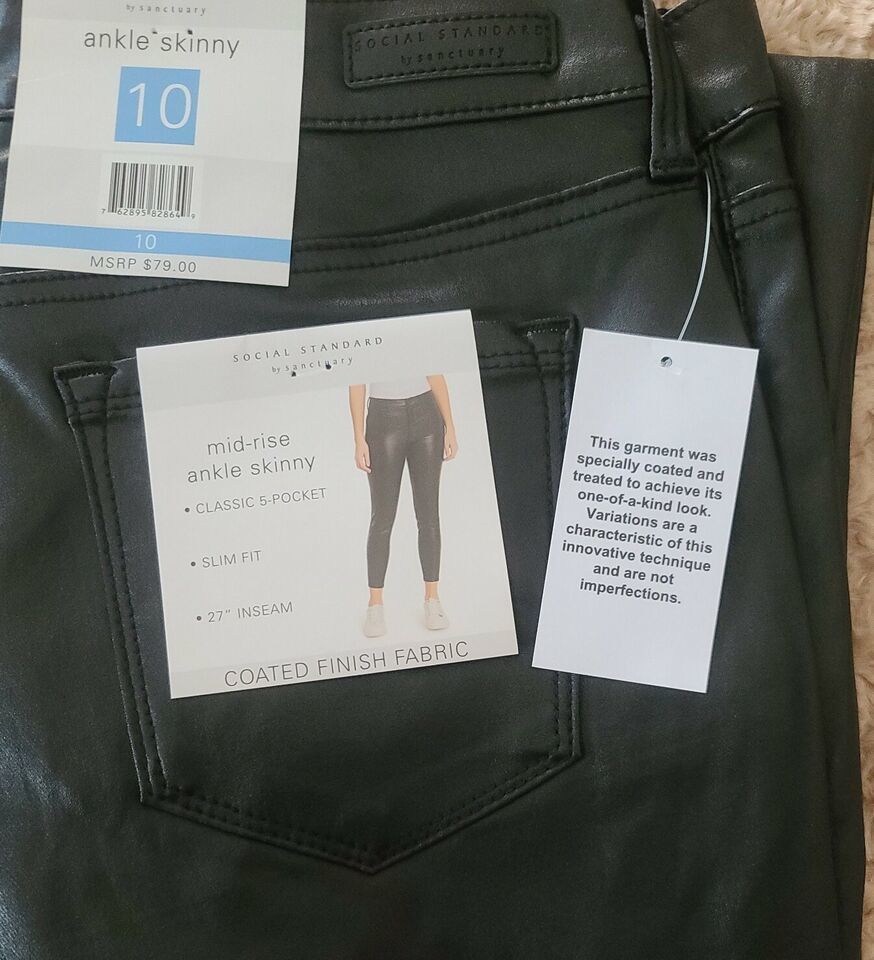 by sanctuary
ankle skinny
10
7 62895 82864 9
10
MSRP $79.00
SOCIAL STANDARD
by sanctuary
SOCIAL STANDARD
by sanctuary
mid-rise
ankle skinny
• CLASSIC 5-POCKET
• SLIM FIT
• 27" INSEAM
COATED FINISH FABRIC
This garment was
specially coated and
treated to achieve its
one-of-a-kind look.
Variations are a
characteristic of this
innovative technique
and are not
imperfections.